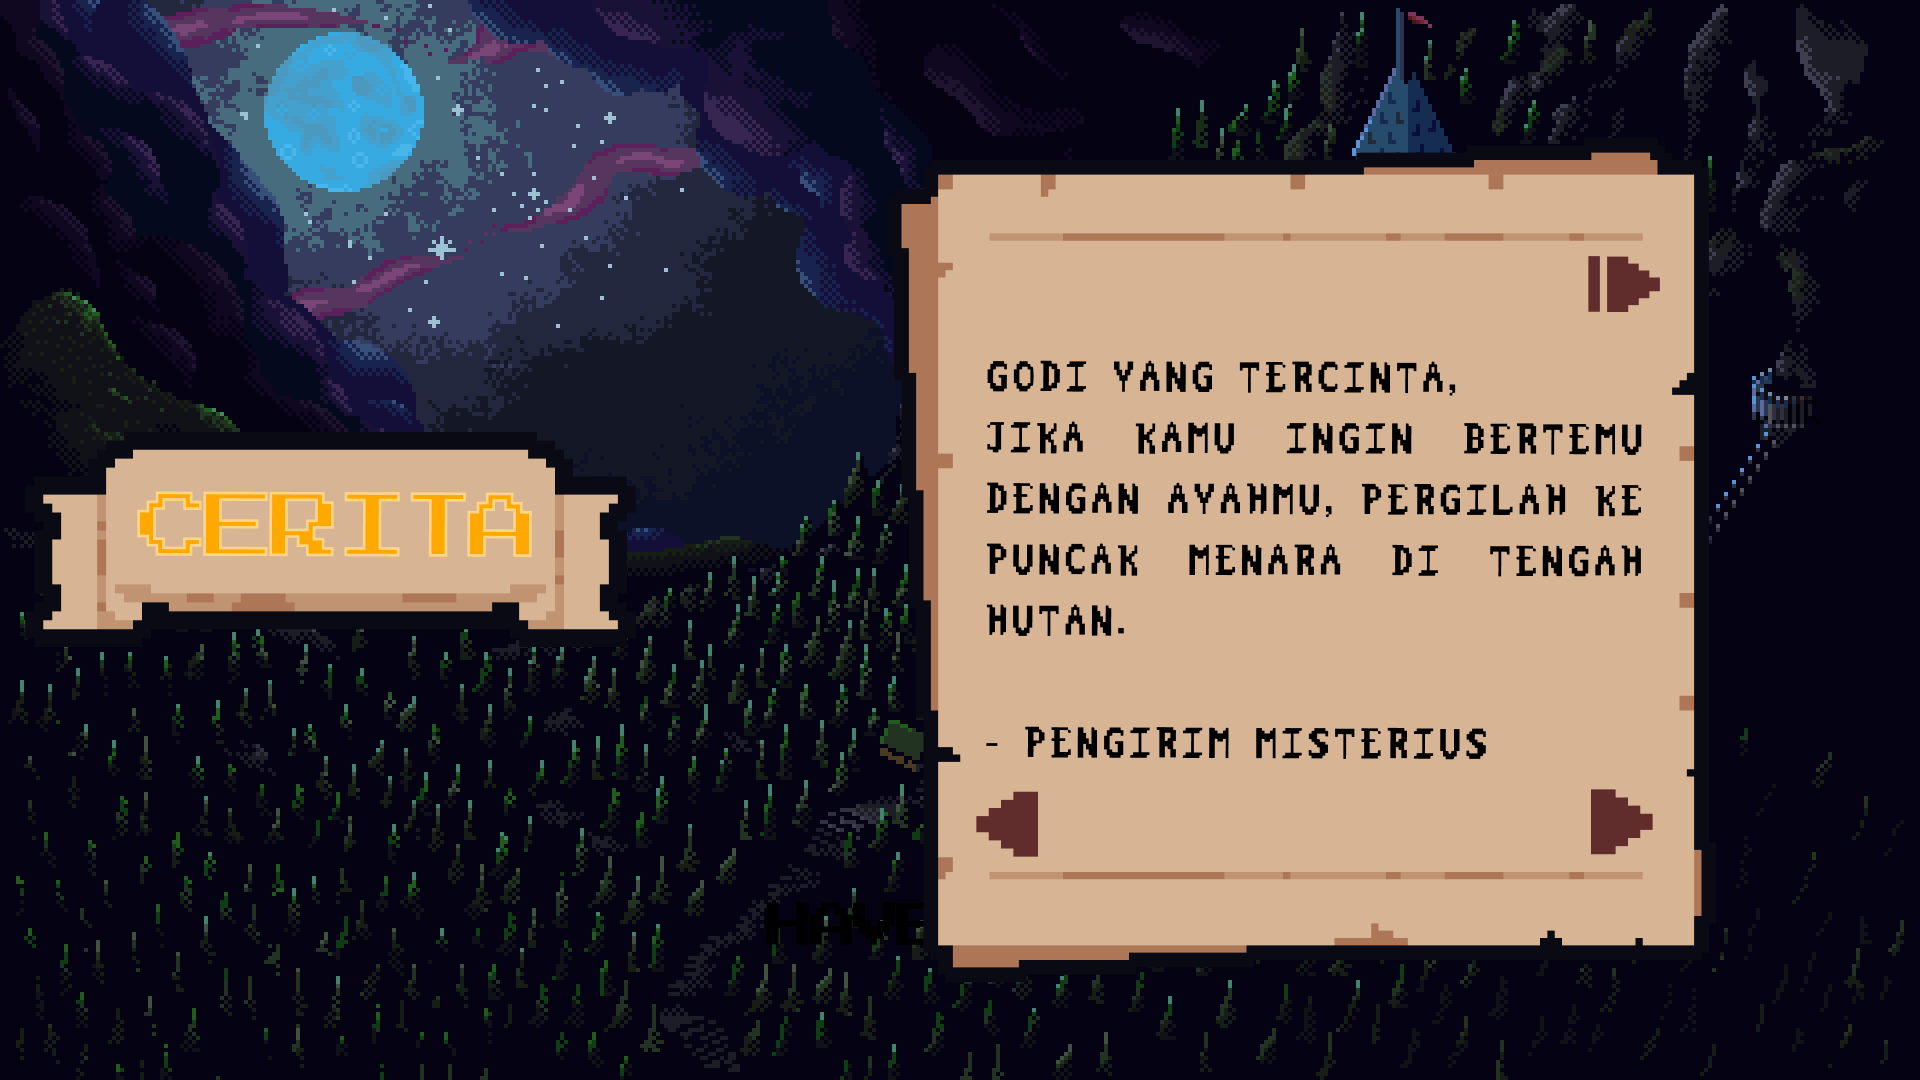 CERITA
GODI YANG TERCINTA,
JIKA KAMU INGIN BERTEMU
DENGAN AYAHMU, PERGILAH KE
PUNCAK MENARA DI TENGAH
HUTAN.
- PENGIRIM MISTERIUS
HAVE